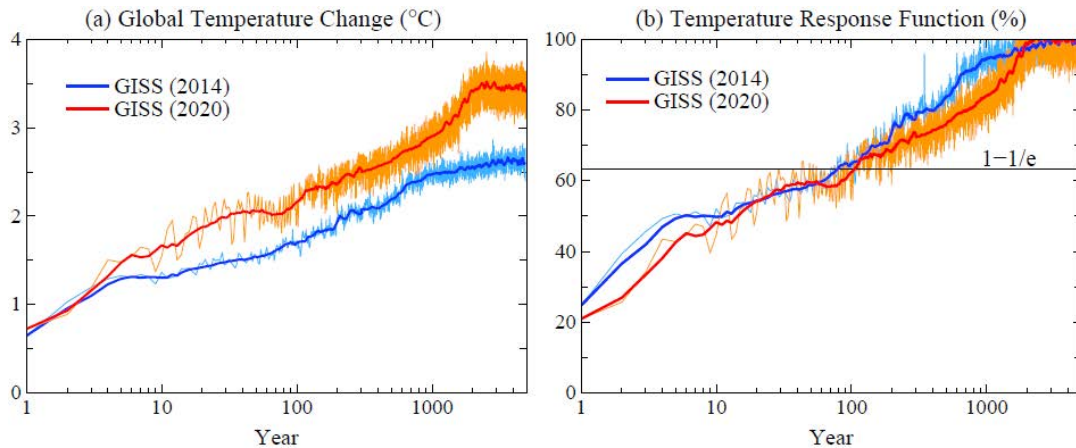 (a) Global Temperature Change (°C)
4
3
2
1
0
GISS (2014)
GISS (2020)
1 10 100 1000
Year
(b) Temperature Response Function (%)
100
80
60
40
20
0
GISS (2014)
GISS (2020)
1−1/e
1 10 100 1000
Year